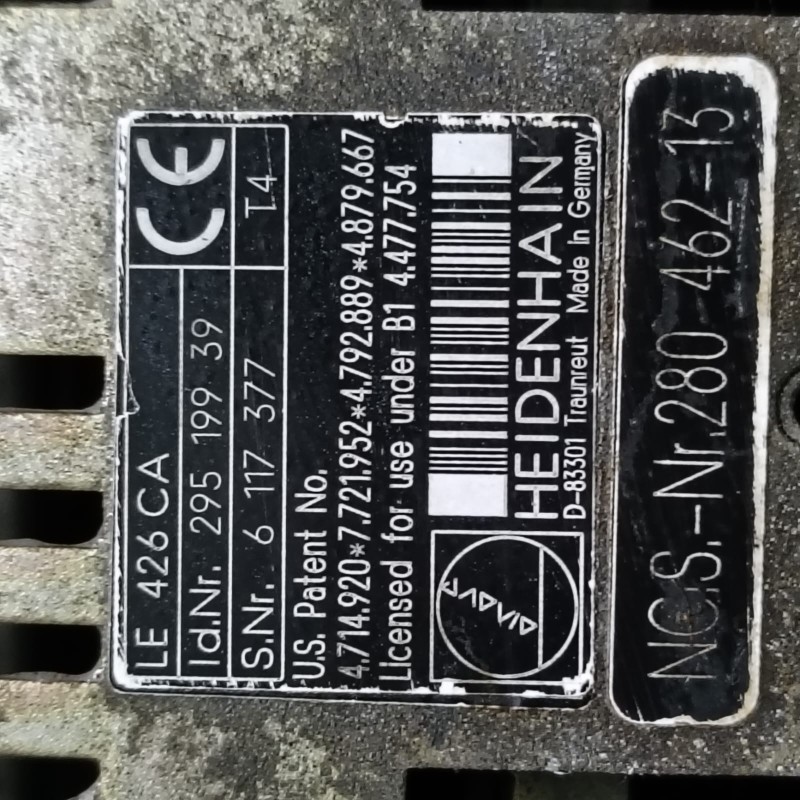 LE 426 CA
CE
Id.Nr. 295 199 39
S.Nr. 6 117 377
T4
U.S. Patent No.
4.714.920*7.721.952*4.792.889*4.879.667
Licensed for use under B1 4.477.754
DIADUR
HEIDENHAIN
D-83301 Traunreut Made In Germany
NC.S.-Nr.280 462-13